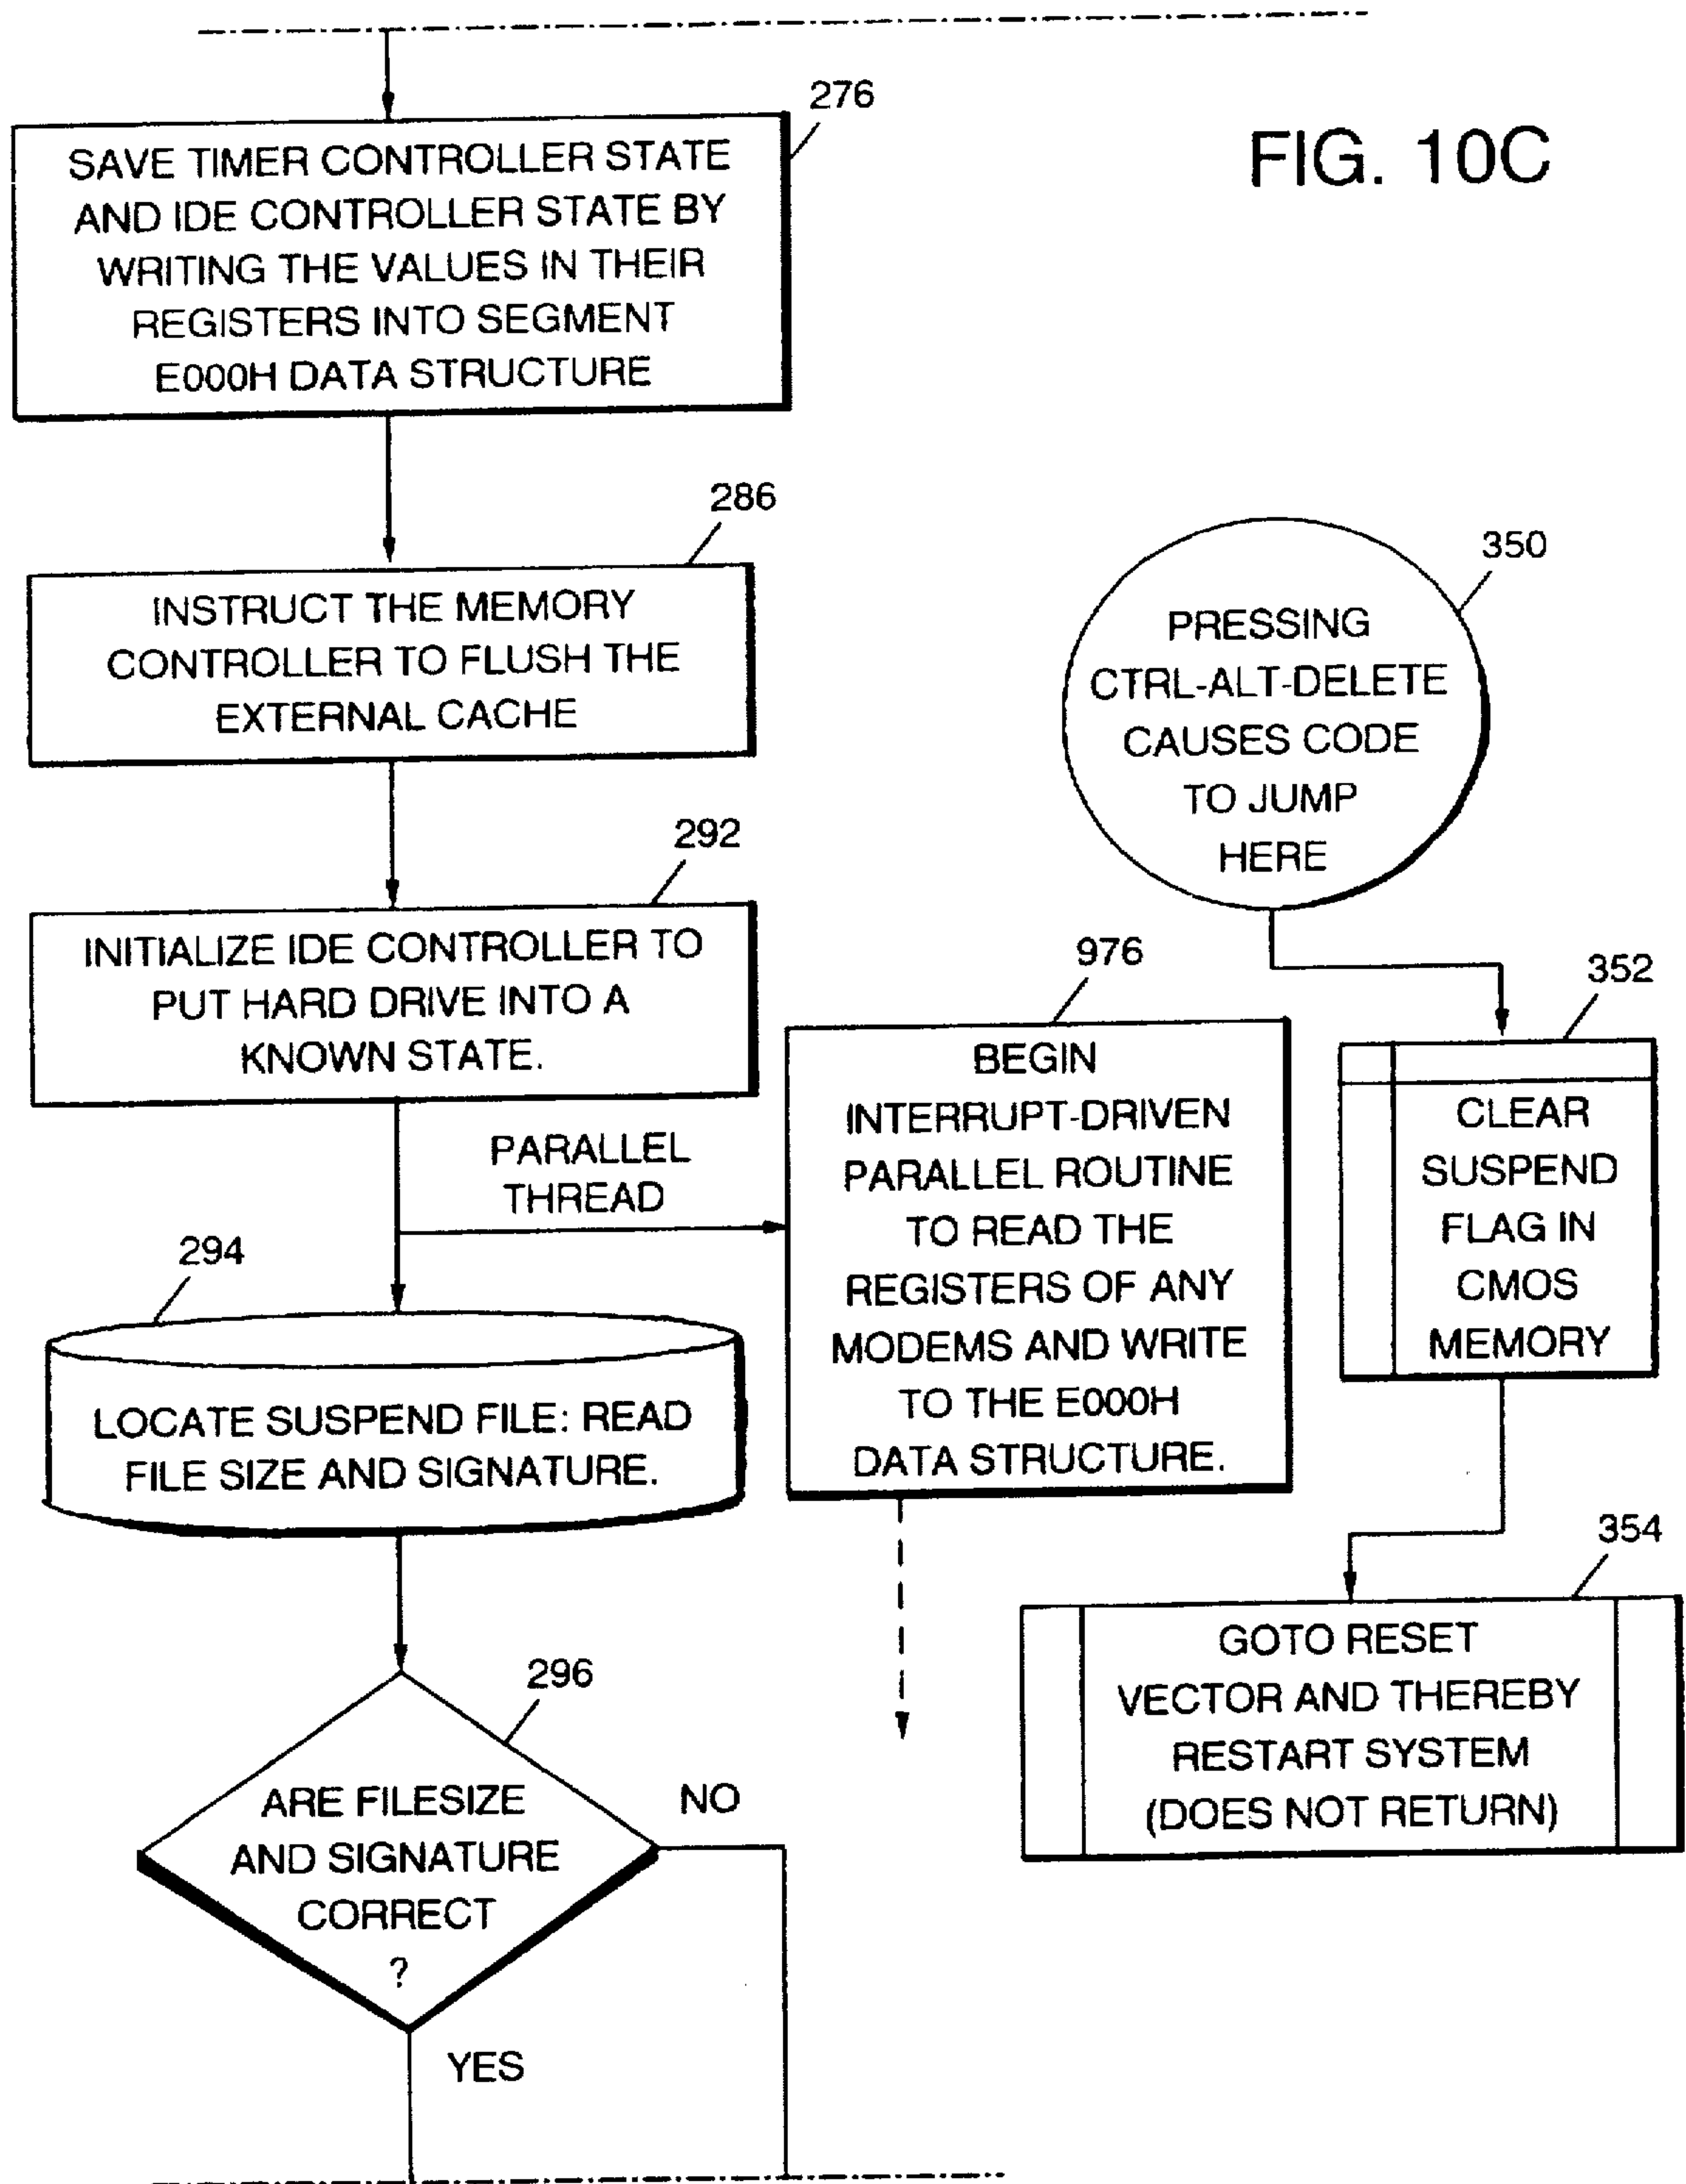 FIG. 10C
276
SAVE TIMER CONTROLLER STATE
AND IDE CONTROLLER STATE BY
WRITING THE VALUES IN THEIR
REGISTERS INTO SEGMENT
E000H DATA STRUCTURE
286
INSTRUCT THE MEMORY
CONTROLLER TO FLUSH THE
EXTERNAL CACHE
292
INITIALIZE IDE CONTROLLER TO
PUT HARD DRIVE INTO A
KNOWN STATE.
PARALLEL
THREAD
976
BEGIN
INTERRUPT-DRIVEN
PARALLEL ROUTINE
TO READ THE
REGISTERS OF ANY
MODEMS AND WRITE
TO THE E000H
DATA STRUCTURE.
294
LOCATE SUSPEND FILE: READ
FILE SIZE AND SIGNATURE.
296
ARE FILESIZE
AND SIGNATURE
CORRECT
?
NO
YES
350
PRESSING
CTRL-ALT-DELETE
CAUSES CODE
TO JUMP
HERE
352
CLEAR
SUSPEND
FLAG IN
CMOS
MEMORY
354
GOTO RESET
VECTOR AND THEREBY
RESTART SYSTEM
(DOES NOT RETURN)